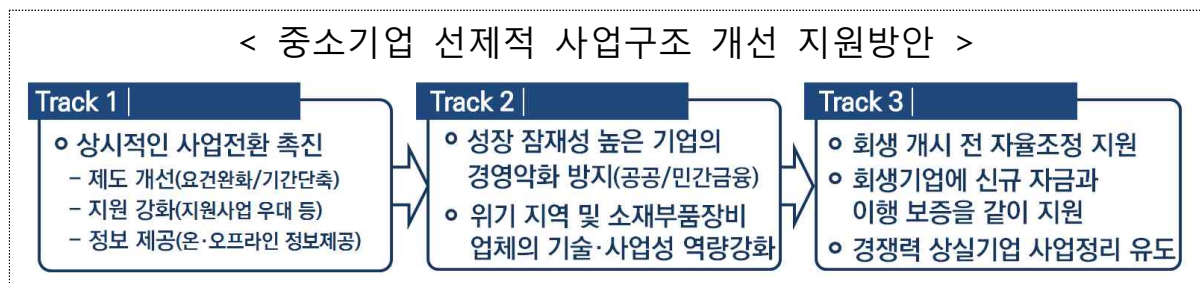 < 중소기업 선제적 사업구조 개선 지원방안 >
Track 1
상시적인 사업전환 촉진
- 제도 개선(요건완화/기간단축)
- 지원 강화(지원사업 우대 등)
- 정보 제공(온·오프라인 정보제공)
Track 2
성장 잠재성 높은 기업의
경영악화 방지(공공/민간금융)
위기 지역 및 소재부품장비
업체의 기술·사업성 역량강화
Track 3
회생 개시 전 자율조정 지원
회생기업에 신규 자금과
이행 보증을 같이 지원
경쟁력 상실기업 사업정리 유도